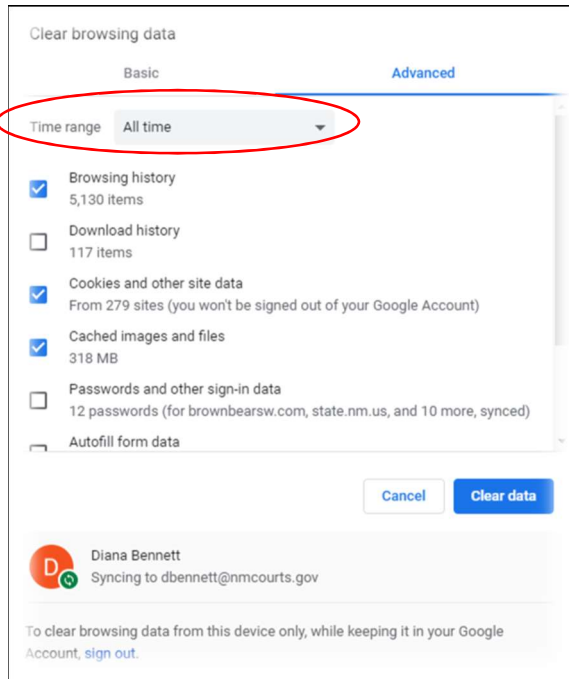 Clear browsing data
Basic Advanced
Time range All time
Browsing history
5,130 items
Download history
117 items
Cookies and other site data
From 279 sites (you won't be signed out of your Google Account)
Cached images and files
318 MB
Passwords and other sign-in data
12 passwords (for brownbearsw.com, state.nm.us, and 10 more, synced)
Autofill form data
Cancel Clear data
D
Diana Bennett
Syncing to dbennett@nmcourts.gov
To clear browsing data from this device only, while keeping it in your Google
Account, sign out.